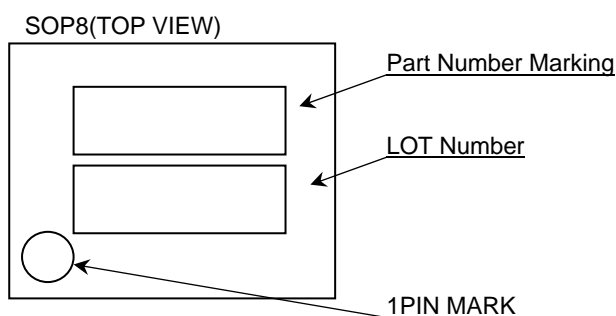 SOP8(TOP VIEW)
Part Number Marking
LOT Number
1PIN MARK